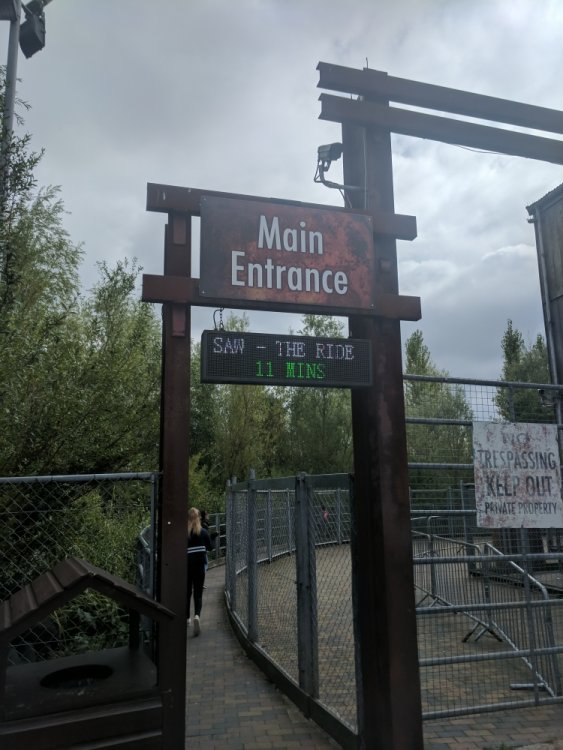 Main
Entrance
SAW - THE RIDE
11 MINS
NO
TRESPASSING
KEEP OUT
PRIVATE PROPERTY